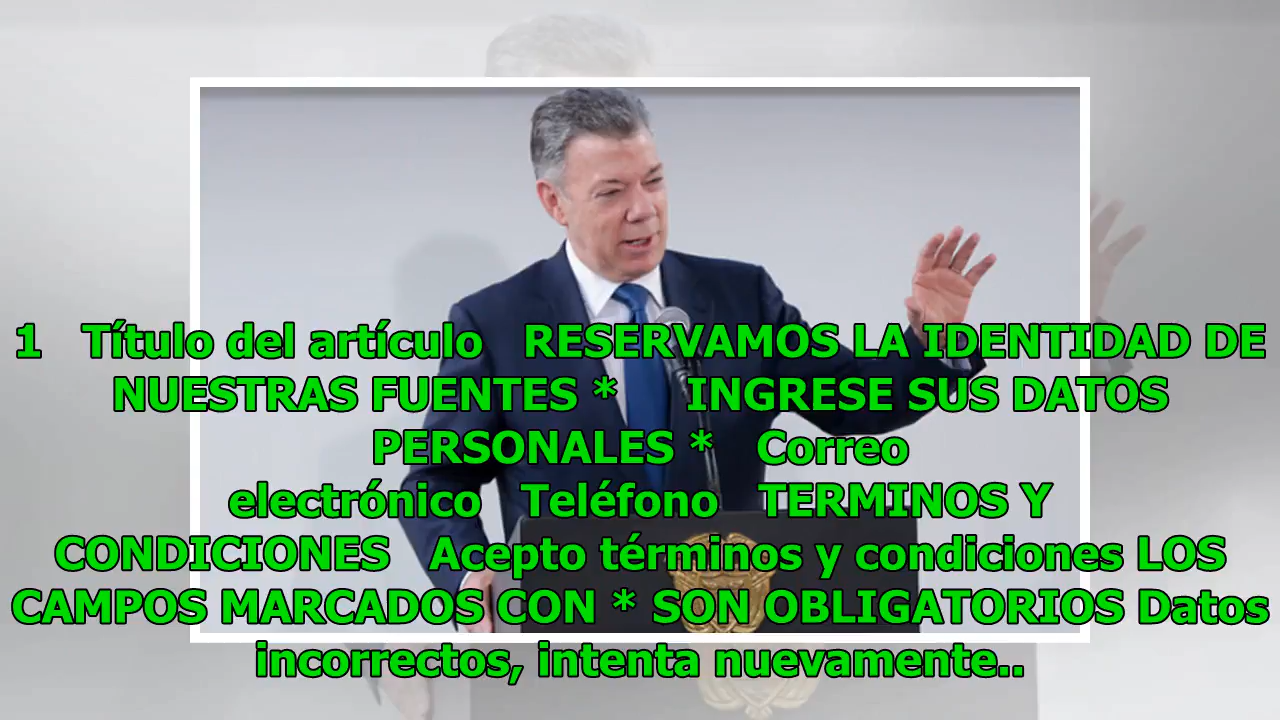 1 Título del artículo RESERVAMOS LA IDENTIDAD DE
NUESTRAS FUENTES * INGRESE SUS DATOS
PERSONALES * Correo
electrónico Teléfono TERMINOS Y
CONDICIONES Acepto términos y condiciones LOS
CAMPOS MARCADOS CON * SON OBLIGATORIOS Datos
incorrectos, intenta nuevamente..